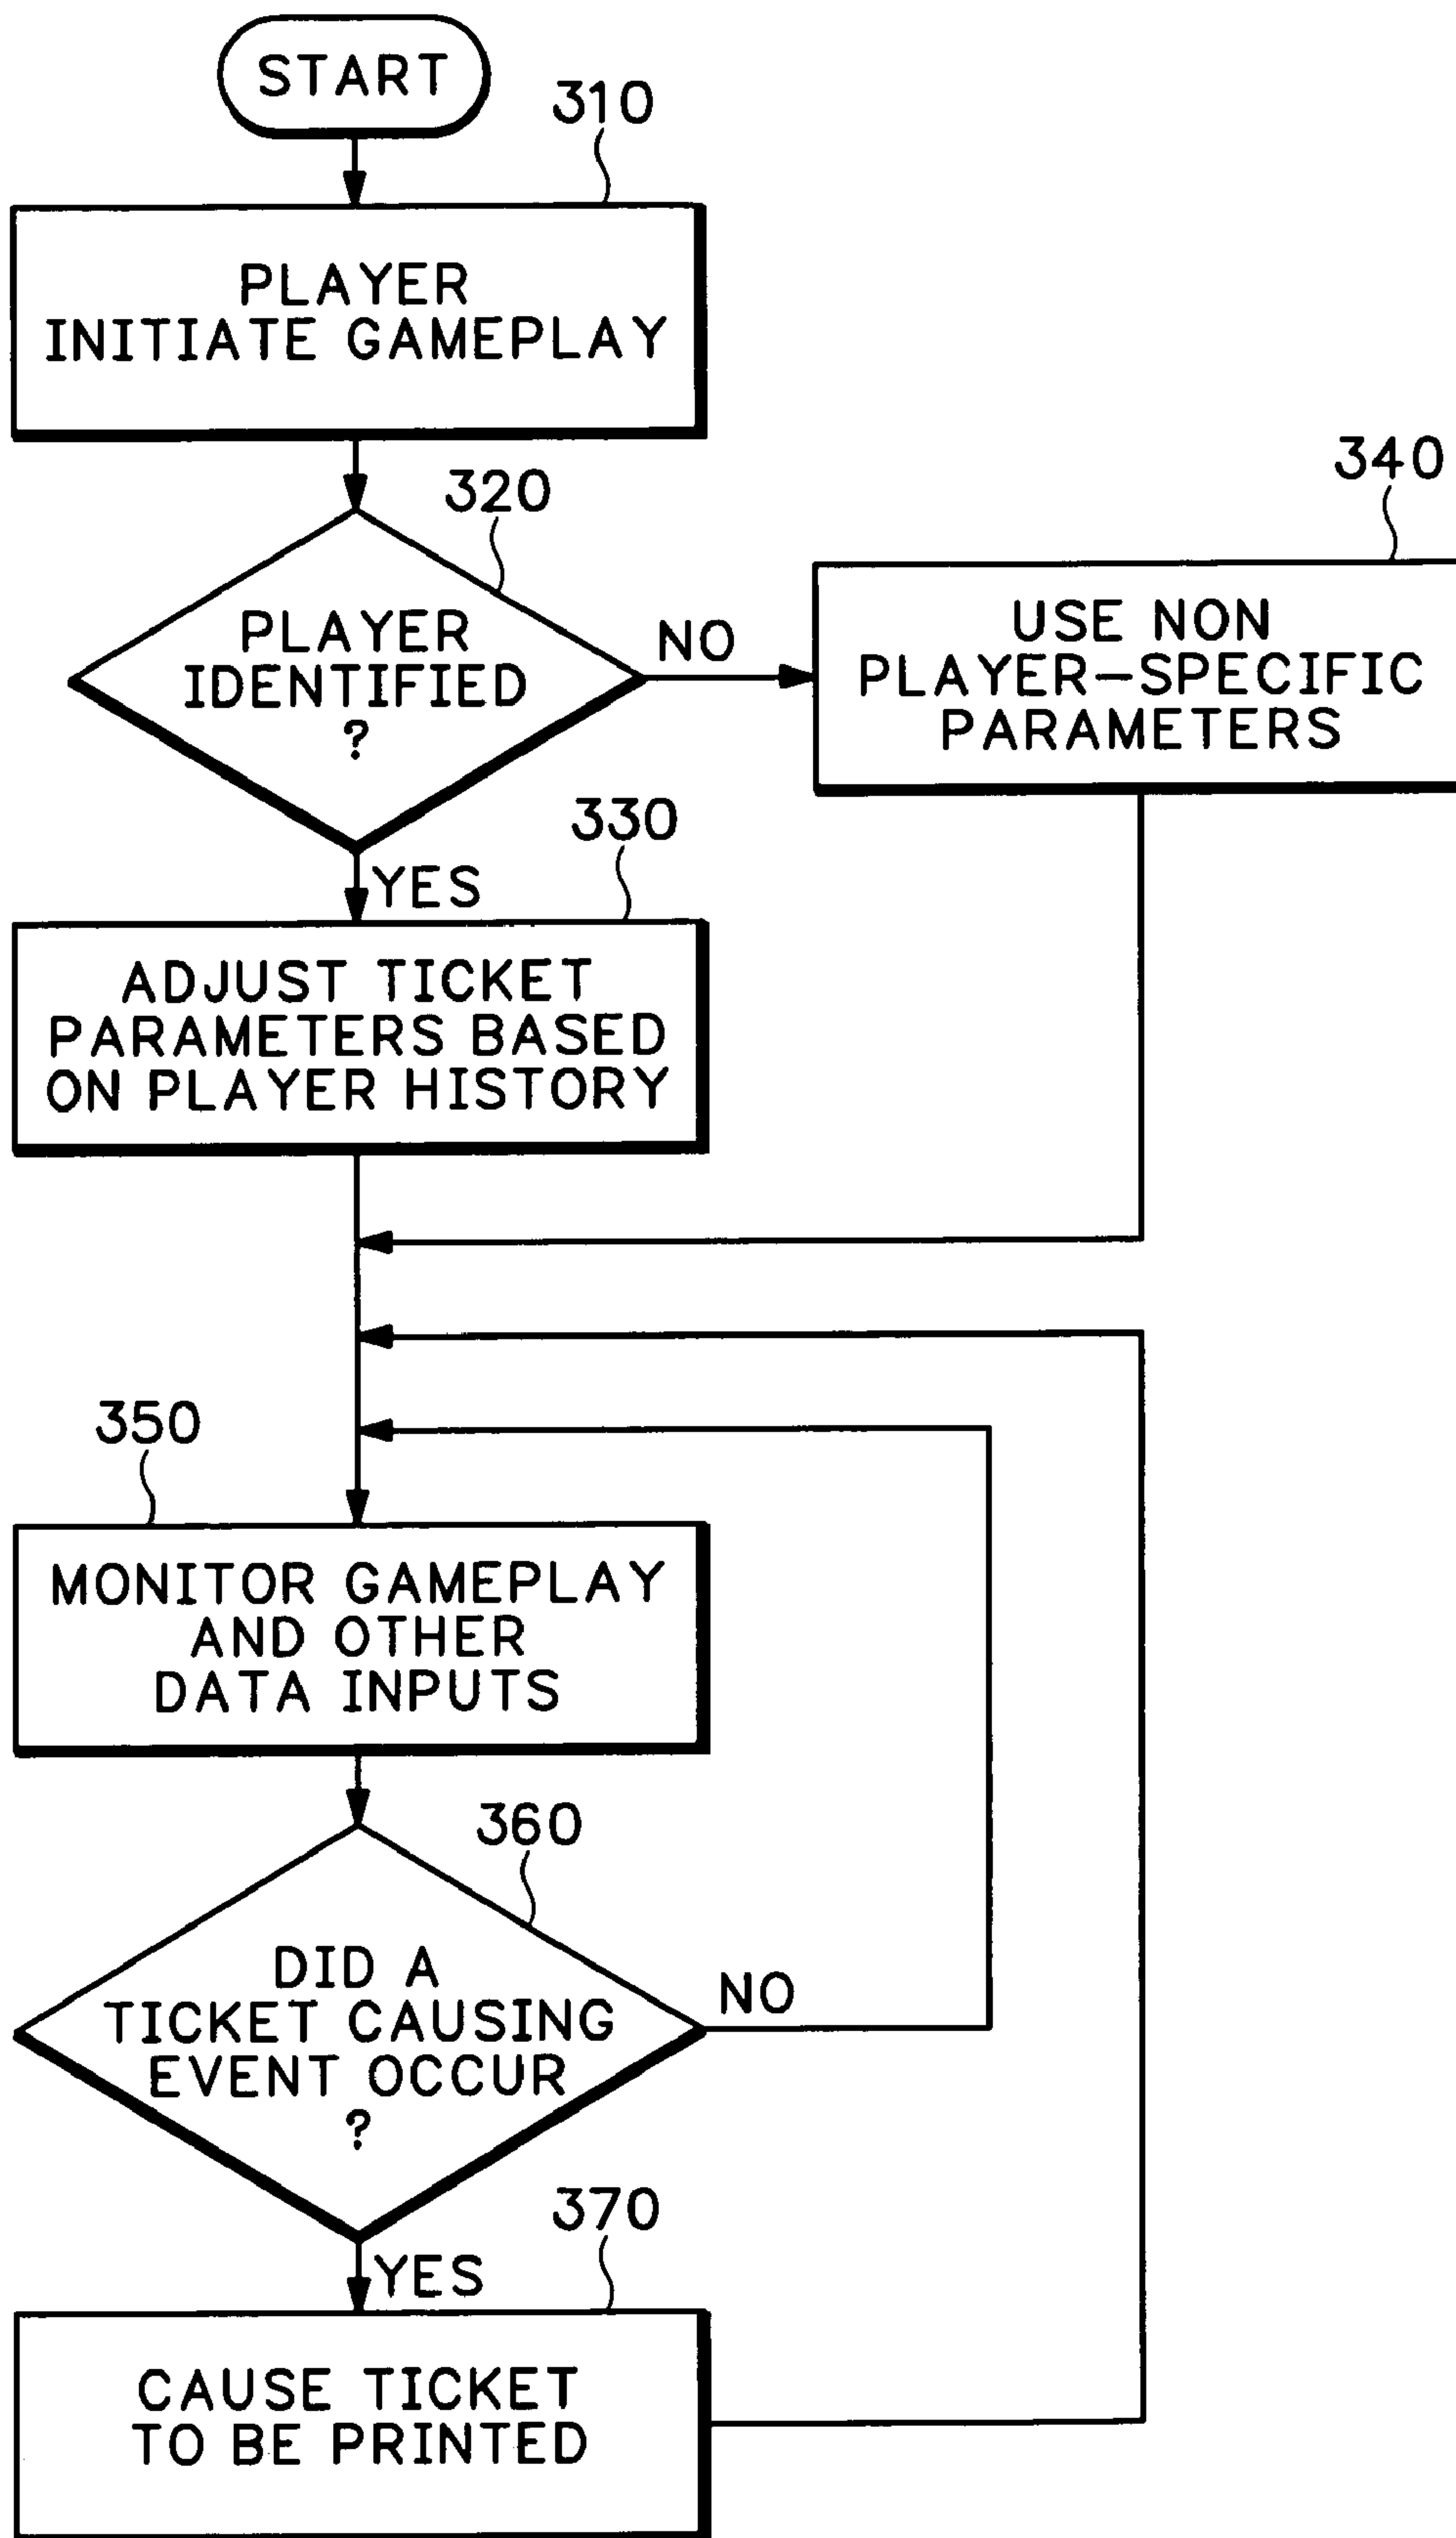 START
310
PLAYER
INITIATE GAMEPLAY
320
PLAYER
IDENTIFIED
?
NO
340
USE NON
PLAYER-SPECIFIC
PARAMETERS
YES
330
ADJUST TICKET
PARAMETERS BASED
ON PLAYER HISTORY
350
MONITOR GAMEPLAY
AND OTHER
DATA INPUTS
360
DID A
TICKET CAUSING
EVENT OCCUR
?
NO
YES
370
CAUSE TICKET
TO BE PRINTED